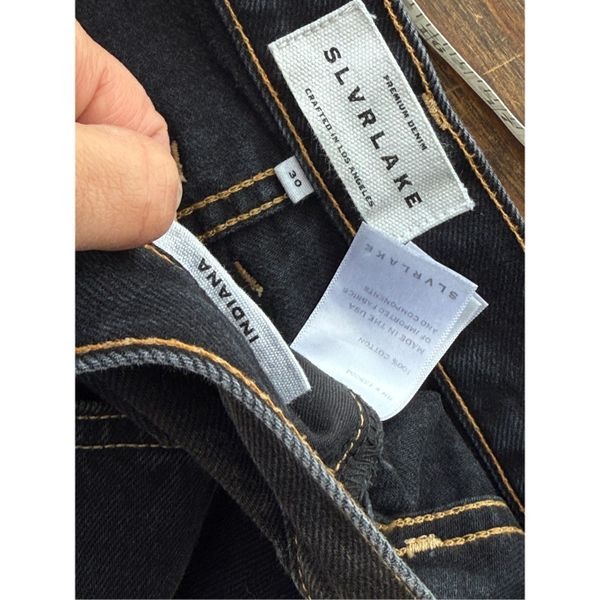 SLVRLAKE
PREMIUM DENIM
CRAFTED IN LOS ANGELES
30
INDIANA
SLVRLAKE
MADE IN THE USA
OF IMPORTED FABRICS
AND COMPONENTS
100% COTTON